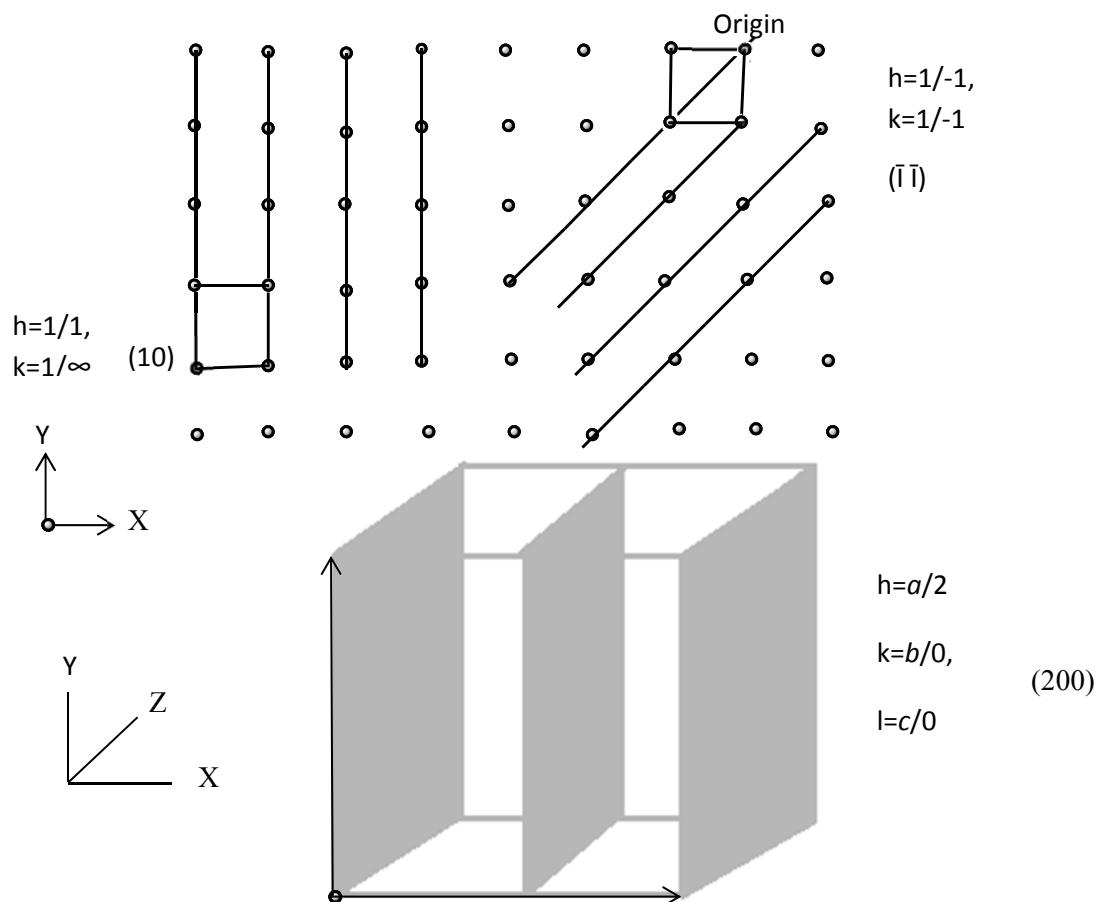 Origin
h=1/-1,
k=1/-1
(Ī Ī)
h=1/1,
k=1/∞
(10)
Y
X
h=a/2
k=b/0,
l=c/0
(200)
Y
Z
X